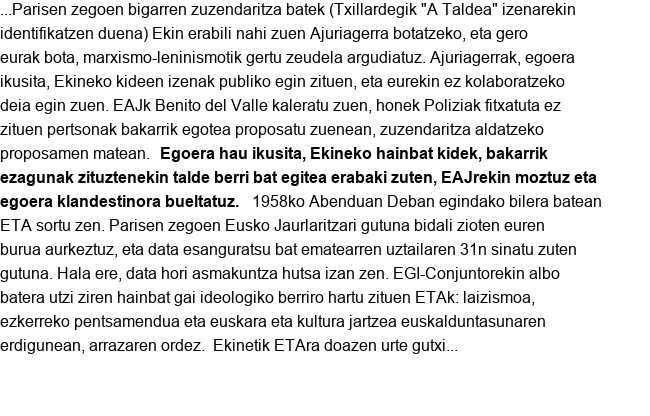 ...Parisen zegoen bigarren zuzendaritza batek (Txillardegik "A Taldea" izenarekin
identifikatzen duena) Ekin erabili nahi zuen Ajuriagerra botatzeko, eta gero
eurak bota, marxismo-leninismotik gertu zeudela argudiatuz. Ajuriagerrak, egoera
ikusita, Ekineko kideen izenak publiko egin zituen, eta eurekin ez kolaboratzeko
deia egin zuen. EAJk Benito del Valle kaleratu zuen, honek Poliziak fitxatuta ez
zituen pertsonak bakarrik egotea proposatu zuenean, zuzendaritza aldatzeko
proposamen matean. Egoera hau ikusita, Ekineko hainbat kidek, bakarrik
ezagunak zituztenekin talde berri bat egitea erabaki zuten, EAJrekin moztuz eta
egoera klandestinora bueltatuz. 1958ko Abenduan Deban egindako bilera batean
ETA sortu zen. Parisen zegoen Eusko Jaurlaritzari gutuna bidali zioten euren
burua aurkeztuz, eta data esanguratsu bat ematearren uztailaren 31n sinatu zuten
gutuna. Hala ere, data hori asmakuntza hutsa izan zen. EGI-Conjuntorekin albo
batera utzi ziren hainbat gai ideologiko berriro hartu zituen ETAk: laizismoa,
ezkerreko pentsamendua eta euskara eta kultura jartzea euskalduntasunaren
erdigunean, arrazaren ordez. Ekinetik ETAra doazen urte gutxi...